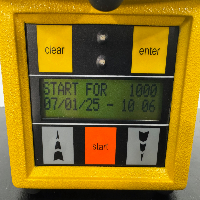 clear enter
START FOR 1000
07/01/25 - 10 06
start